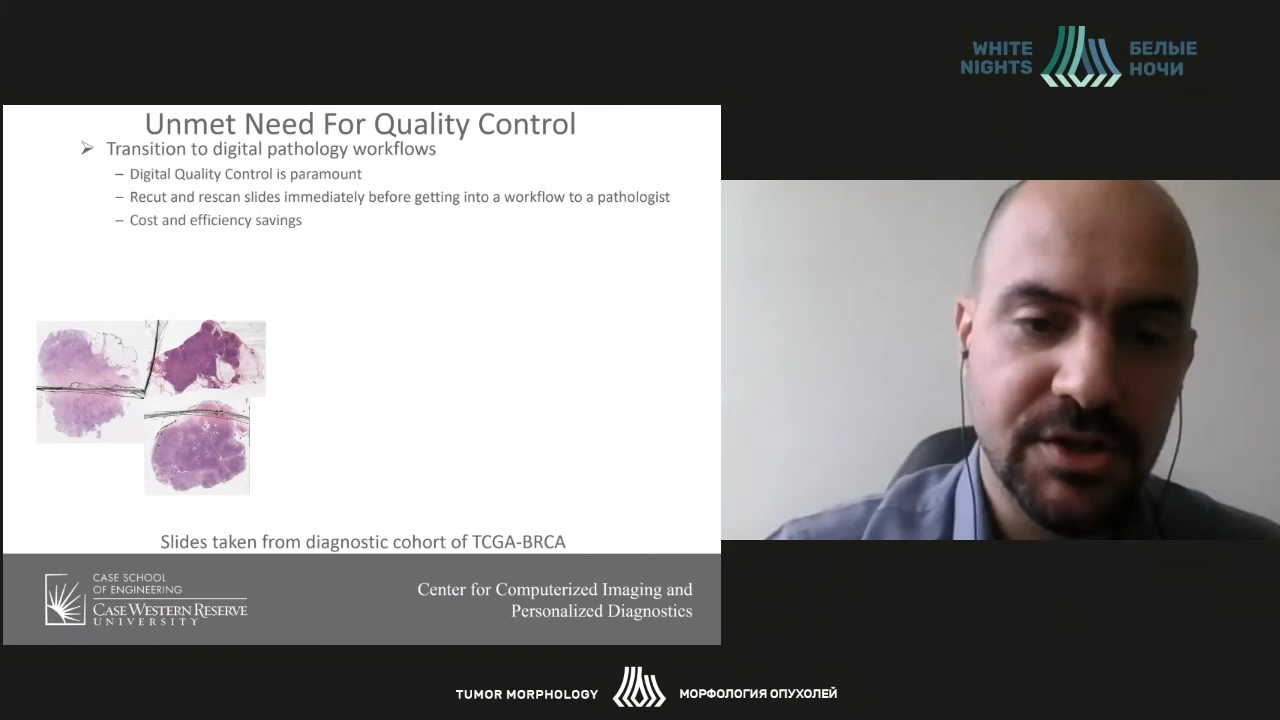 WHITE
NIGHTS
БЕЛЫЕ
НОЧИ
Unmet Need For Quality Control
➢ Transition to digital pathology workflows
– Digital Quality Control is paramount
– Recut and rescan slides immediately before getting into a workflow to a pathologist
– Cost and efficiency savings
Slides taken from diagnostic cohort of TCGA-BRCA
CASE SCHOOL
OF ENGINEERING
CASE WESTERN RESERVE
UNIVERSITY
Center for Computerized Imaging and
Personalized Diagnostics
TUMOR MORPHOLOGY
МОРФОЛОГИЯ ОПУХОЛЕЙ